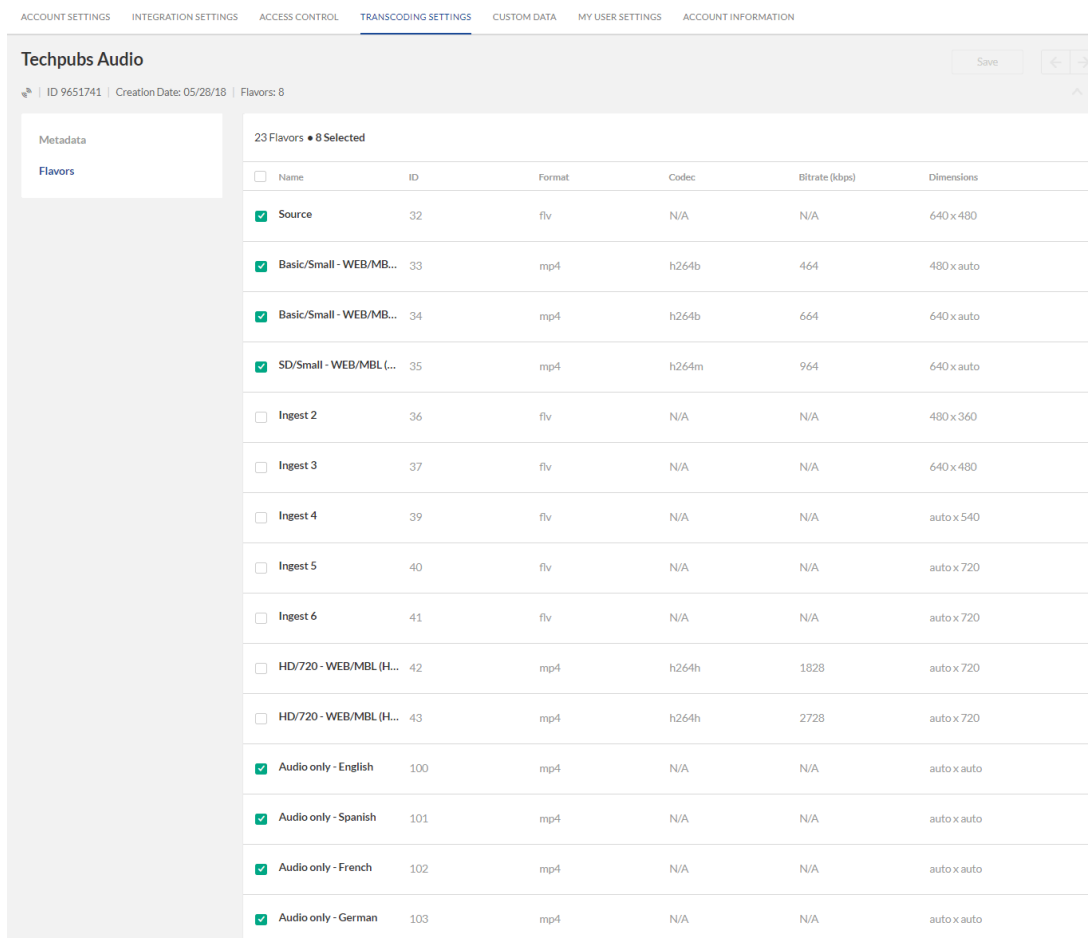 ACCOUNT SETTINGS INTEGRATION SETTINGS ACCESS CONTROL TRANSCODING SETTINGS CUSTOM DATA MY USER SETTINGS ACCOUNT INFORMATION
Techpubs Audio Save
ID 9651741 | Creation Date: 05/28/18 | Flavors: 8
Metadata
Flavors
23 Flavors • 8 Selected
Name ID Format Codec Bitrate (kbps) Dimensions
Source 32 flv N/A N/A 640 x 480
Basic/Small - WEB/MB... 33 mp4 h264b 464 480 x auto
Basic/Small - WEB/MB... 34 mp4 h264b 664 640 x auto
SD/Small - WEB/MBL (... 35 mp4 h264m 964 640 x auto
Ingest 2 36 flv N/A N/A 480 x 360
Ingest 3 37 flv N/A N/A 640 x 480
Ingest 4 39 flv N/A N/A auto x 540
Ingest 5 40 flv N/A N/A auto x 720
Ingest 6 41 flv N/A N/A auto x 720
HD/720 - WEB/MBL (H... 42 mp4 h264h 1828 auto x 720
HD/720 - WEB/MBL (H... 43 mp4 h264h 2728 auto x 720
Audio only - English 100 mp4 N/A N/A auto x auto
Audio only - Spanish 101 mp4 N/A N/A auto x auto
Audio only - French 102 mp4 N/A N/A auto x auto
Audio only - German 103 mp4 N/A N/A auto x auto